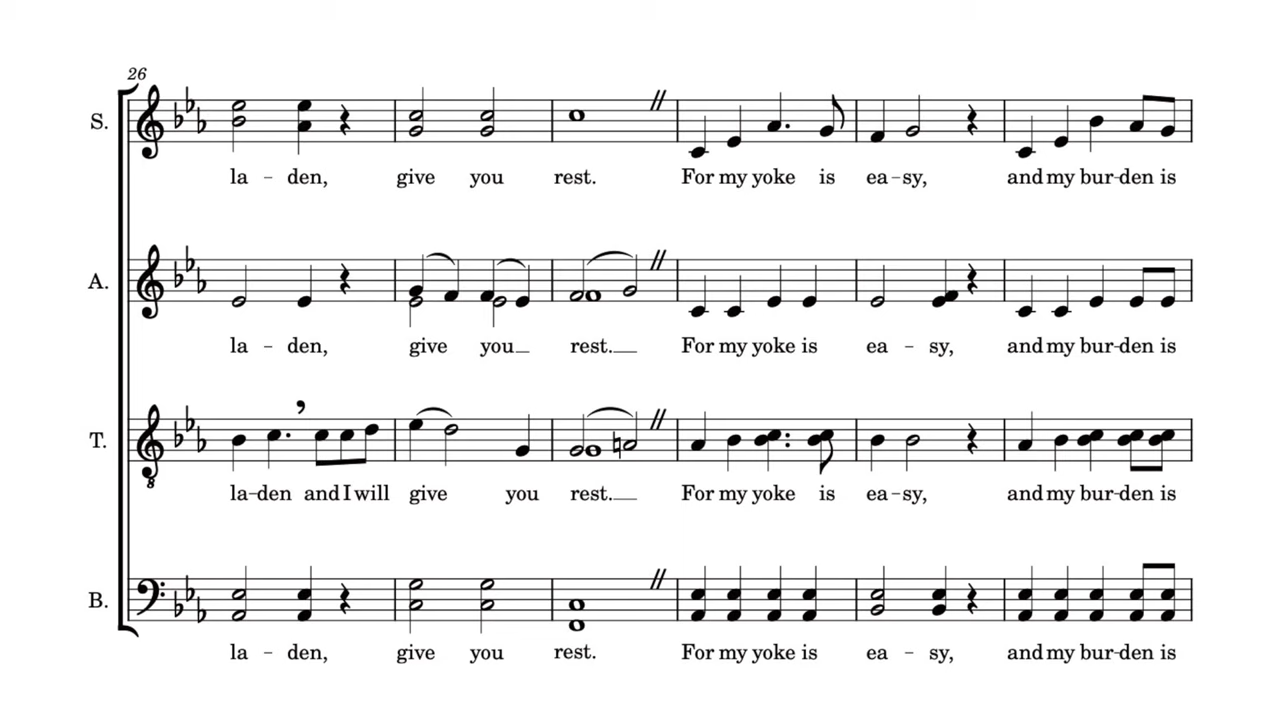 26
S.
la - den, give you rest. For my yoke is ea - sy, and my bur - den is
A.
la - den, give you_ rest._ For my yoke is ea - sy, and my bur - den is
T.
8
la - den and I will give you rest._ For my yoke is ea - sy, and my bur - den is
B.
la - den, give you rest. For my yoke is ea - sy, and my bur - den is